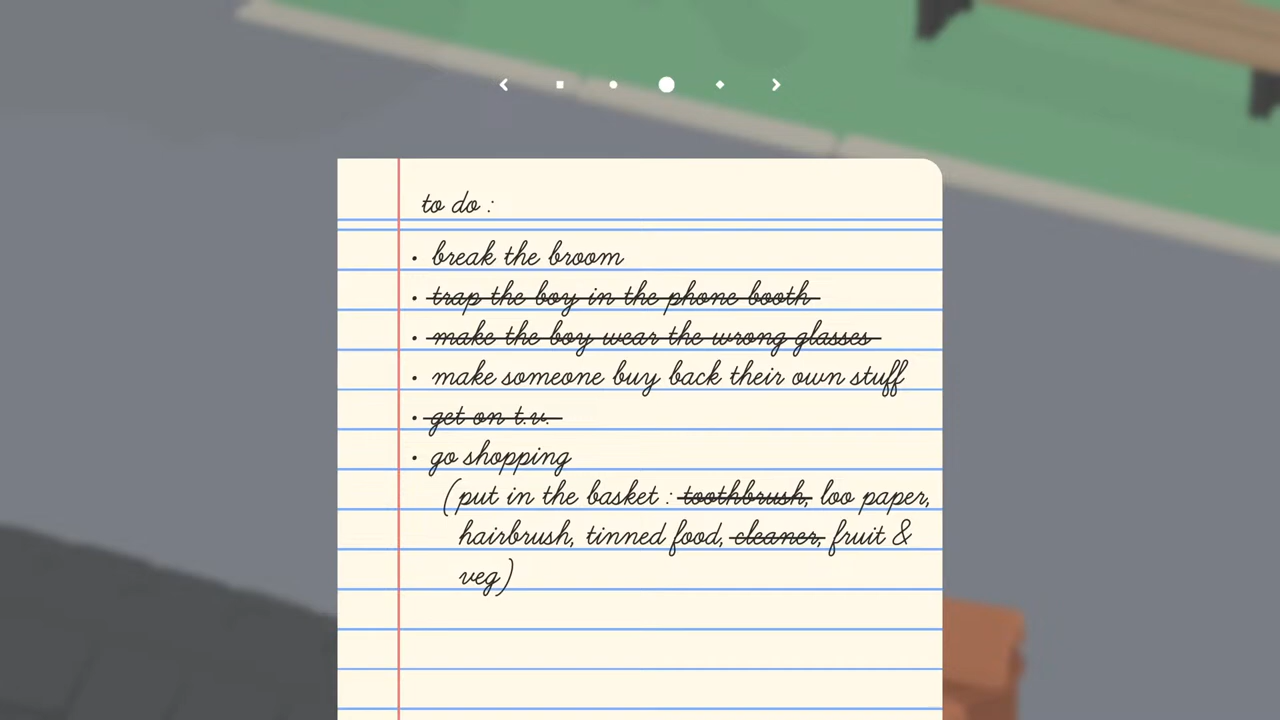 to do :
• break the broom
• trap the boy in the phone booth
• make the boy wear the wrong glasses
• make someone buy back their own stuff
• get on t.v.
• go shopping
(put in the basket : toothbrush, loo paper,
hairbrush, tinned food, cleaner, fruit &
veg)